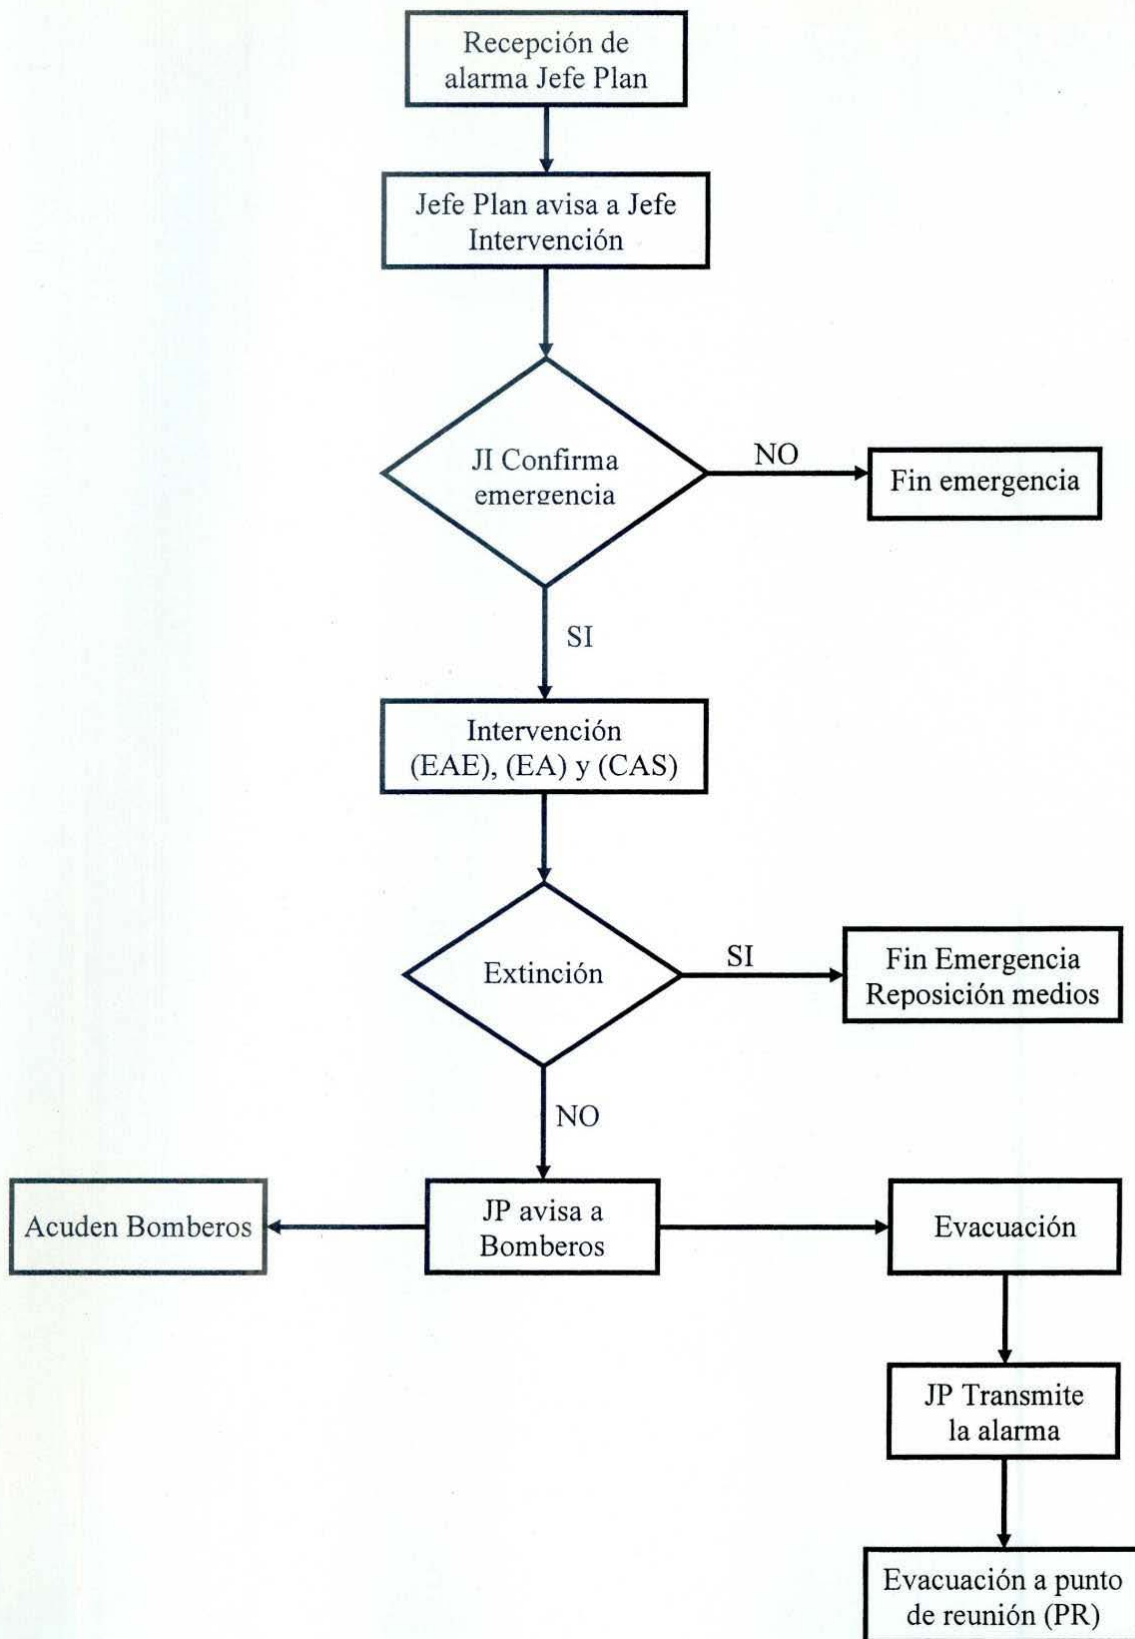 Recepción de
alarma Jefe Plan
Jefe Plan avisa a Jefe
Intervención
JI Confirma
emergencia
NO
Fin emergencia
SI
Intervención
(EAE), (EA) y (CAS)
Extinción
SI
Fin Emergencia
Reposición medios
NO
Acuden Bomberos
JP avisa a
Bomberos
Evacuación
JP Transmite
la alarma
Evacuación a punto
de reunión (PR)